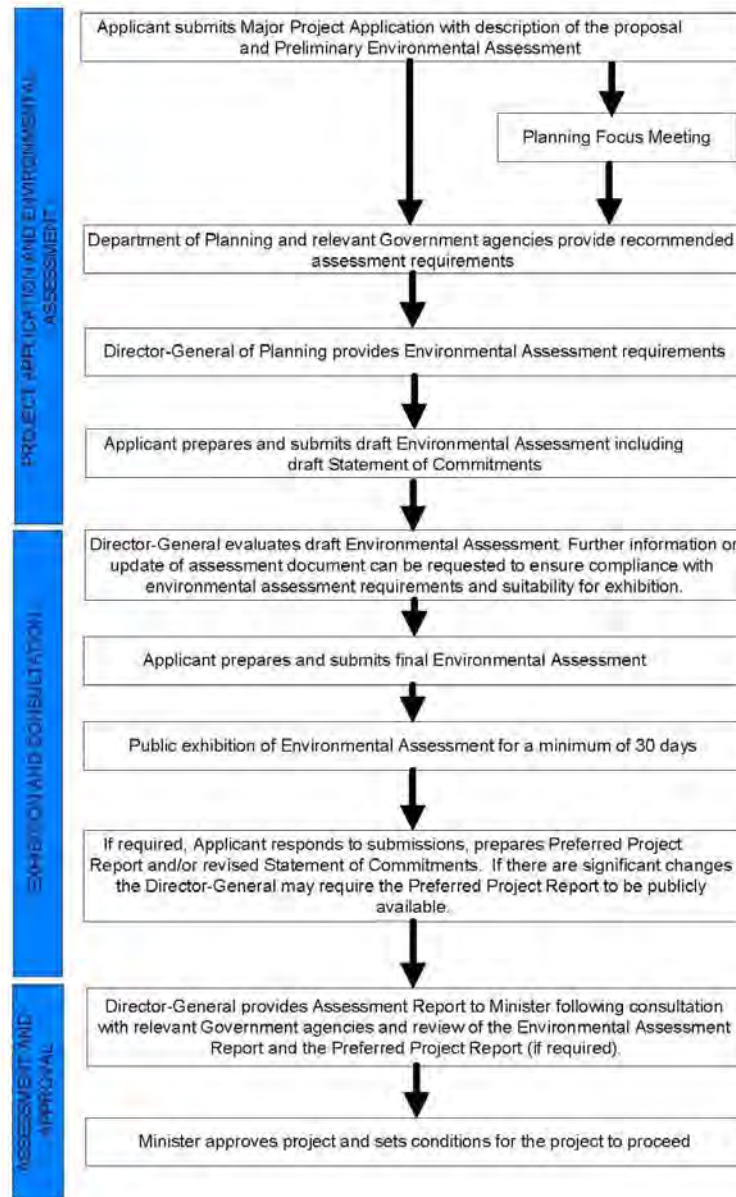 Applicant submits Major Project Application with description of the proposal
and Preliminary Environmental Assessment
Planning Focus Meeting
Department of Planning and relevant Government agencies provide recommended
assessment requirements
Director-General of Planning provides Environmental Assessment requirements
Applicant prepares and submits draft Environmental Assessment including
draft Statement of Commitments
PROJECT APPLICATION AND ENVIRONMENTAL
ASSESSMENT
Director-General evaluates draft Environmental Assessment. Further information or
update of assessment document can be requested to ensure compliance with
environmental assessment requirements and suitability for exhibition.
Applicant prepares and submits final Environmental Assessment
Public exhibition of Environmental Assessment for a minimum of 30 days
If required, Applicant responds to submissions, prepares Preferred Project
Report and/or revised Statement of Commitments. If there are significant changes
the Director-General may require the Preferred Project Report to be publicly
available.
EXHIBITION AND CONSULTATION
Director-General provides Assessment Report to Minister following consultation
with relevant Government agencies and review of the Environmental Assessment
Report and the Preferred Project Report (if required).
Minister approves project and sets conditions for the project to proceed
ASSESSMENT AND
APPROVAL